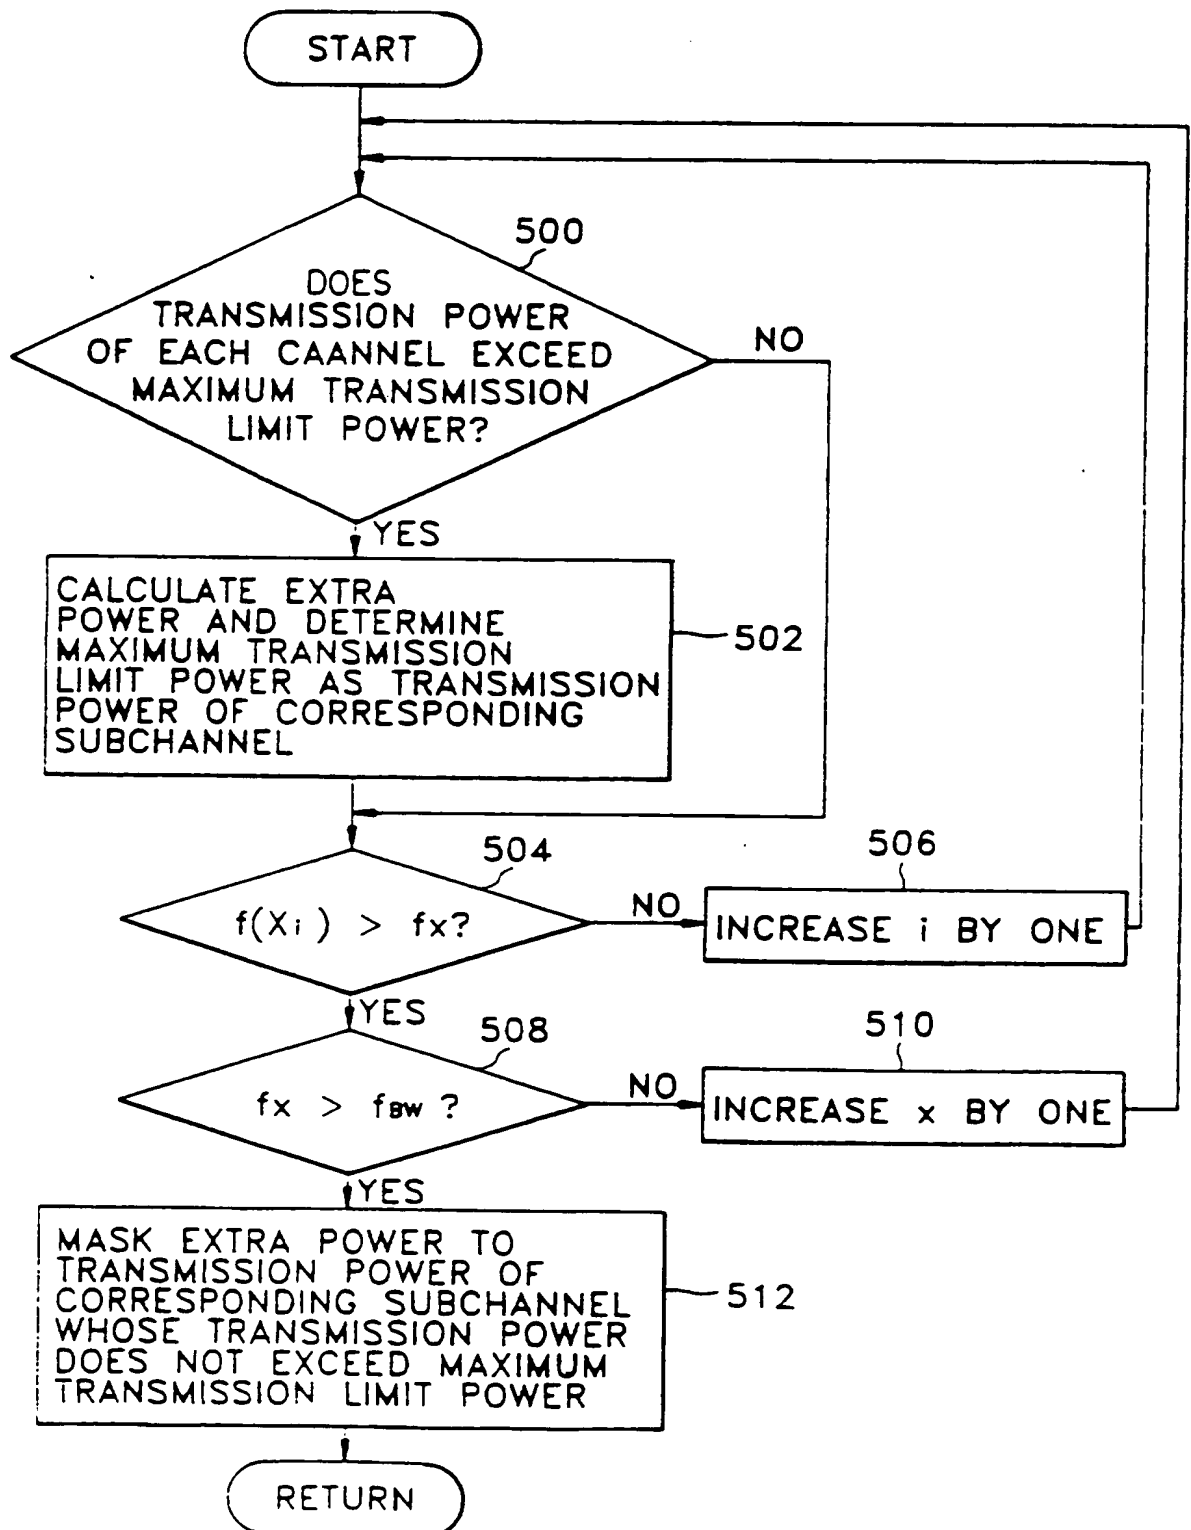 START
500
DOES
TRANSMISSION POWER
OF EACH CAANNEL EXCEED
MAXIMUM TRANSMISSION
LIMIT POWER?
NO
YES
CALCULATE EXTRA
POWER AND DETERMINE
MAXIMUM TRANSMISSION
LIMIT POWER AS TRANSMISSION
POWER OF CORRESPONDING
SUBCHANNEL
502
504
f(Xi) > fx?
NO
506
INCREASE i BY ONE
YES
508
fx > fBW ?
NO
510
INCREASE x BY ONE
YES
MASK EXTRA POWER TO
TRANSMISSION POWER OF
CORRESPONDING SUBCHANNEL
WHOSE TRANSMISSION POWER
DOES NOT EXCEED MAXIMUM
TRANSMISSION LIMIT POWER
512
RETURN